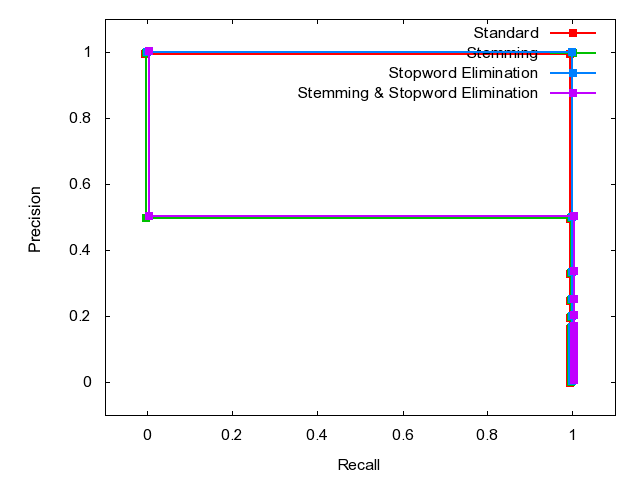 Standard
1
Stemming
Stopword Elimination
Stemming & Stopword Elimination
0.8
0.6
Precision
0.4
0.2
0
0 0.2 0.4 0.6 0.8 1
Recall